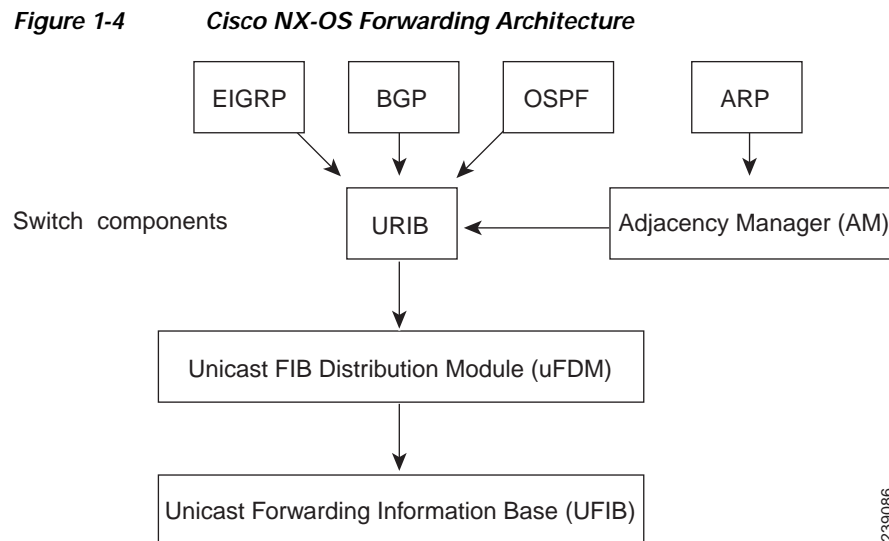 Figure 1-4 Cisco NX-OS Forwarding Architecture
EIGRP
BGP
OSPF
ARP
Switch components
URIB
Adjacency Manager (AM)
Unicast FIB Distribution Module (uFDM)
Unicast Forwarding Information Base (UFIB)
239086